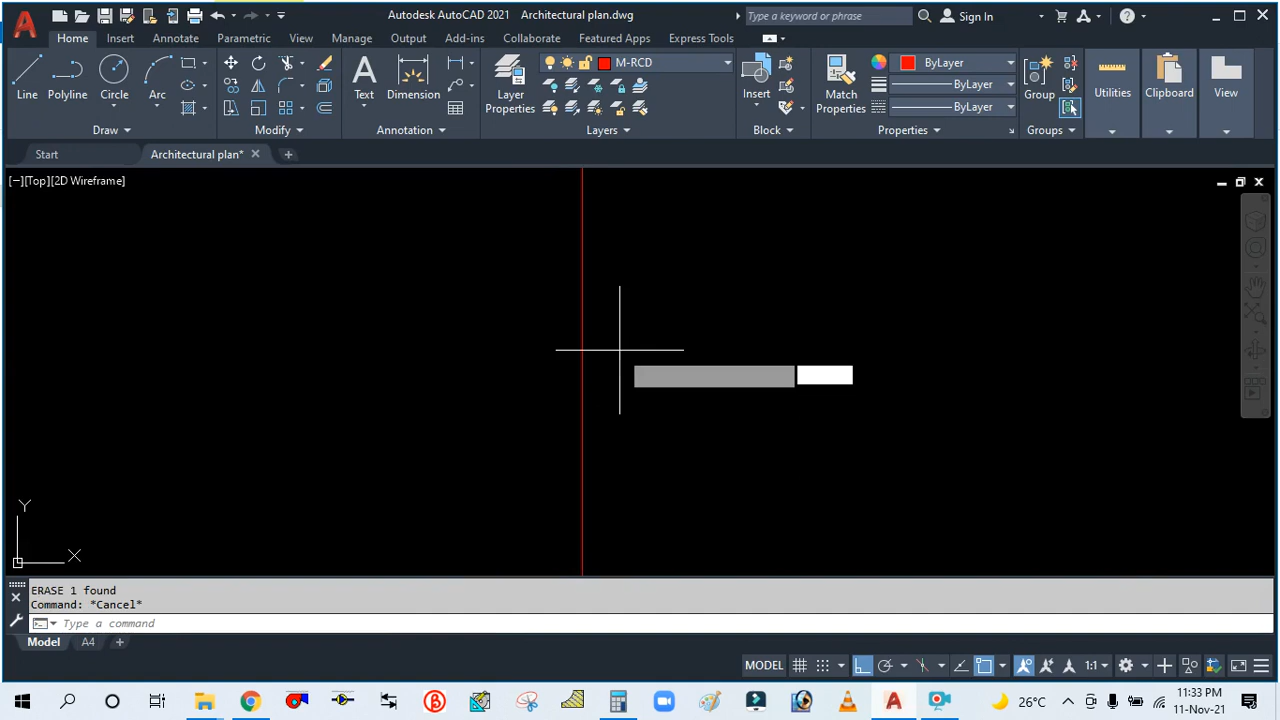 Autodesk AutoCAD 2021 Architectural plan.dwg Type a keyword or phrase Sign In
Home Insert Annotate Parametric View Manage Output Add-ins Collaborate Featured Apps Express Tools
M-RCD ByLayer
ByLayer
ByLayer
Line Polyline Circle Arc Text Dimension Layer Properties Insert Match Properties Group Utilities Clipboard View
Draw Modify Annotation Layers Block Properties Groups
Start Architectural plan*
[−][Top][2D Wireframe]
Y
X
ERASE 1 found
Command: *Cancel*
Type a command
Model A4
MODEL 1:1
26°C 11:33 PM
11-Nov-21